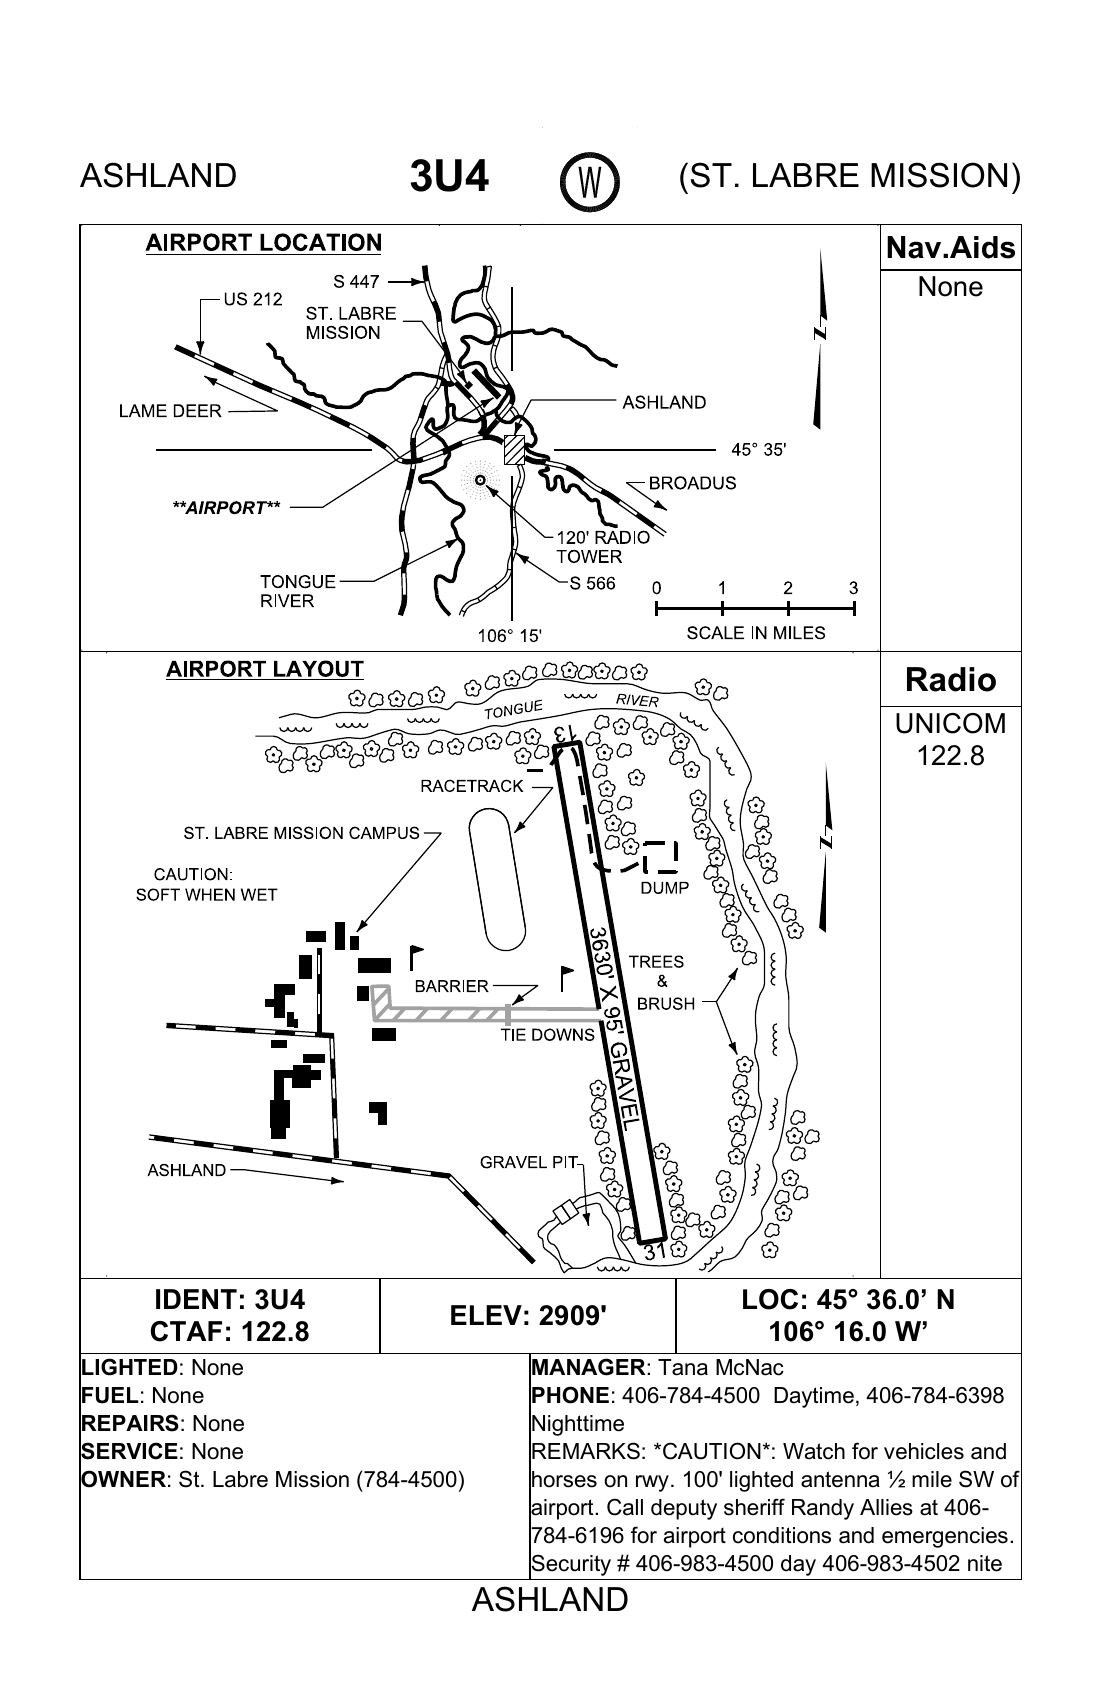 ASHLAND 3U4 W (ST. LABRE MISSION)
AIRPORT LOCATION
S 447
US 212
ST. LABRE
MISSION
LAME DEER
ASHLAND
45° 35'
BROADUS
**AIRPORT**
120' RADIO
TOWER
TONGUE
RIVER
S 566
0 1 2 3
SCALE IN MILES
106° 15'
N
Nav.Aids
None
AIRPORT LAYOUT
TONGUE RIVER
13
RACETRACK
ST. LABRE MISSION CAMPUS
CAUTION:
SOFT WHEN WET
DUMP
3630' X 95' GRAVEL
TREES
&
BRUSH
BARRIER
TIE DOWNS
GRAVEL PIT
ASHLAND
31
N
Radio
UNICOM
122.8
IDENT: 3U4
CTAF: 122.8
ELEV: 2909'
LOC: 45° 36.0’ N
106° 16.0 W’
LIGHTED: None
FUEL: None
REPAIRS: None
SERVICE: None
OWNER: St. Labre Mission (784-4500)
MANAGER: Tana McNac
PHONE: 406-784-4500 Daytime, 406-784-6398
Nighttime
REMARKS: *CAUTION*: Watch for vehicles and
horses on rwy. 100' lighted antenna ½ mile SW of
airport. Call deputy sheriff Randy Allies at 406-
784-6196 for airport conditions and emergencies.
Security # 406-983-4500 day 406-983-4502 nite
ASHLAND